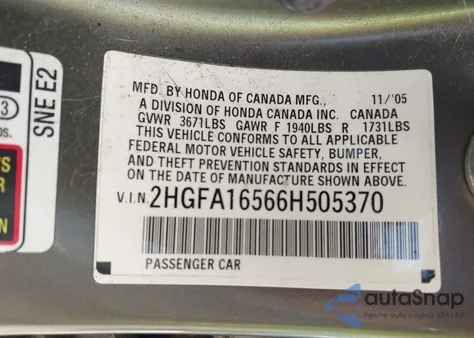 MFD. BY HONDA OF CANADA MFG., 11/'05
A DIVISION OF HONDA CANADA INC. CANADA
GVWR 3671LBS GAWR F 1940LBS R 1731LBS
THIS VEHICLE CONFORMS TO ALL APPLICABLE
FEDERAL MOTOR VEHICLE SAFETY, BUMPER,
AND THEFT PREVENTION STANDARDS IN EFFECT
ON THE DATE OF MANUFACTURE SHOWN ABOVE.
V.I.N. 2HGFA16566H505370
PASSENGER CAR
SNE E2
3
autoSnap